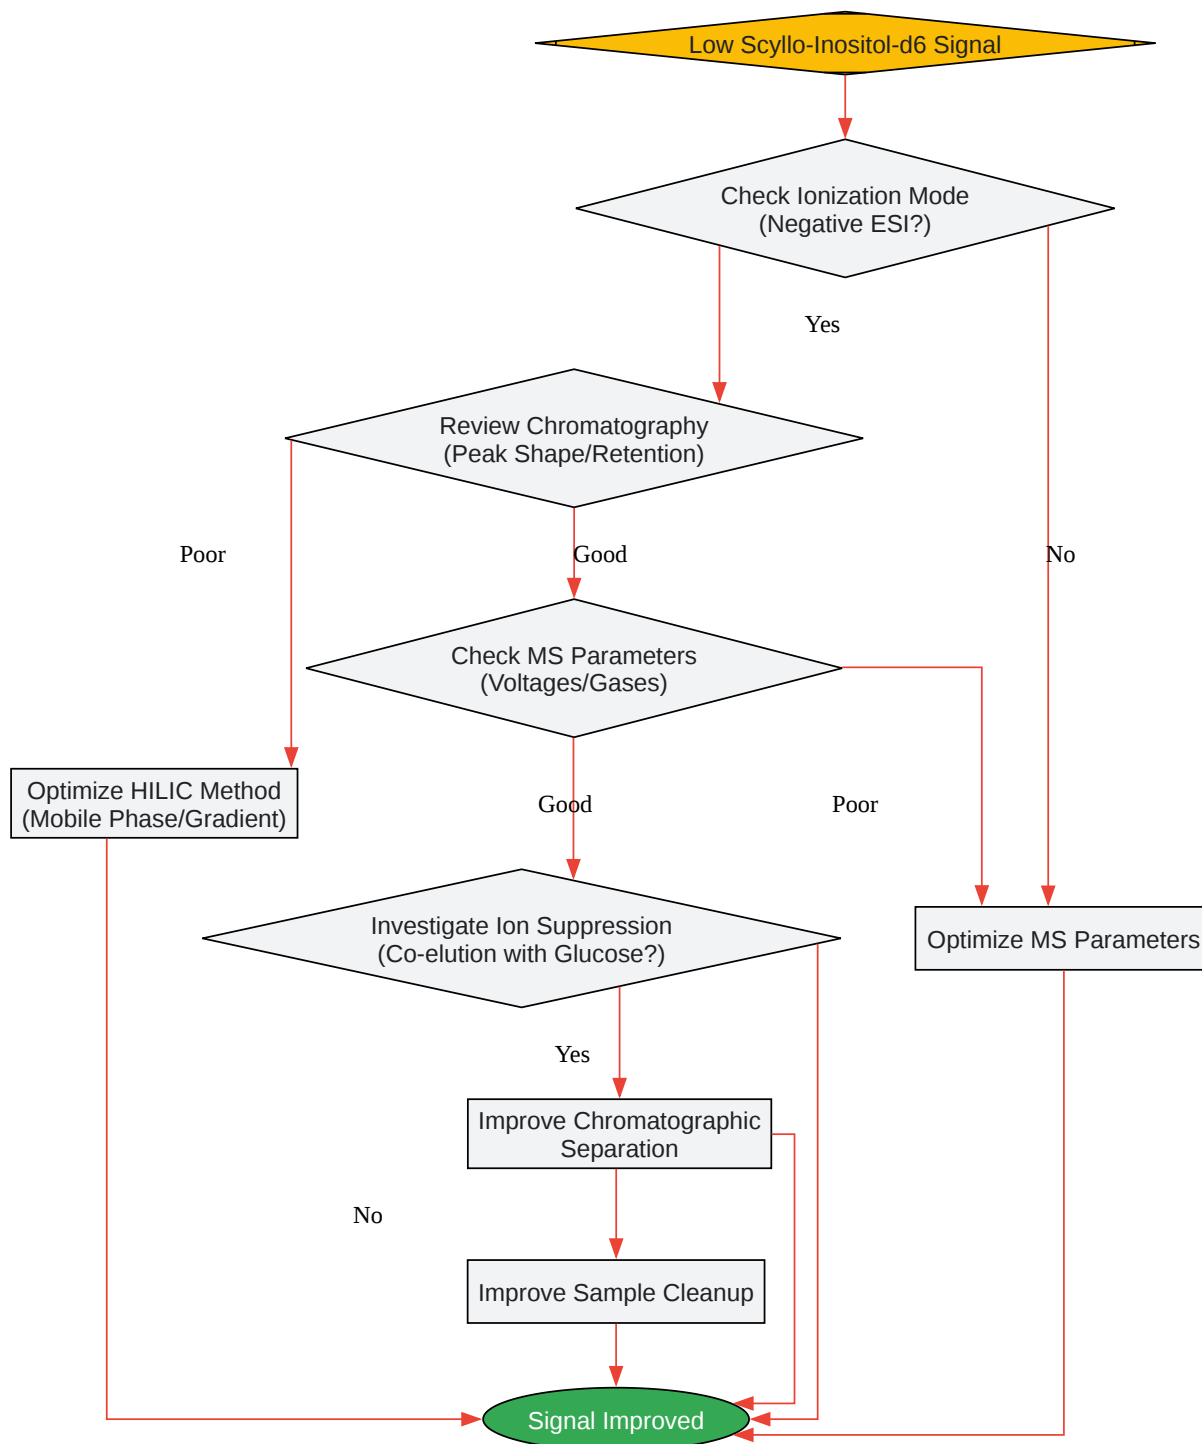 Low Scyllo-Inositol-d6 Signal
Check Ionization Mode
(Negative ESI?)
Yes
Review Chromatography
(Peak Shape/Retention)
Poor
Good
No
Check MS Parameters
(Voltages/Gases)
Optimize HILIC Method
(Mobile Phase/Gradient)
Good
Poor
Investigate Ion Suppression
(Co-elution with Glucose?)
Optimize MS Parameters
Yes
Improve Chromatographic
Separation
No
Improve Sample Cleanup
Signal Improved